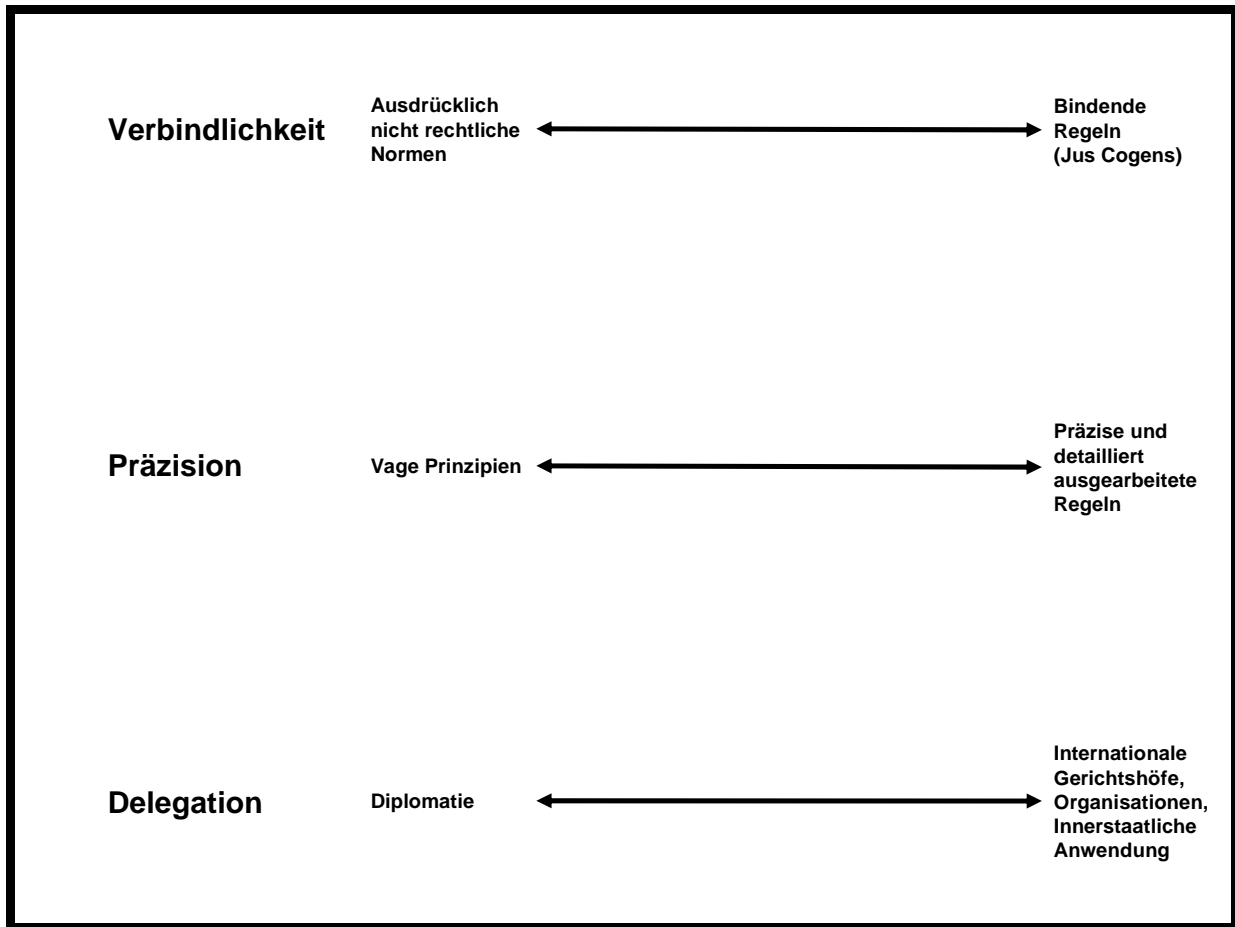 Verbindlichkeit
Ausdrücklich
nicht rechtliche
Normen
Bindende
Regeln
(Jus Cogens)
Präzision
Vage Prinzipien
Präzise und
detailliert
ausgearbeitete
Regeln
Delegation
Diplomatie
Internationale
Gerichtshöfe,
Organisationen,
Innerstaatliche
Anwendung